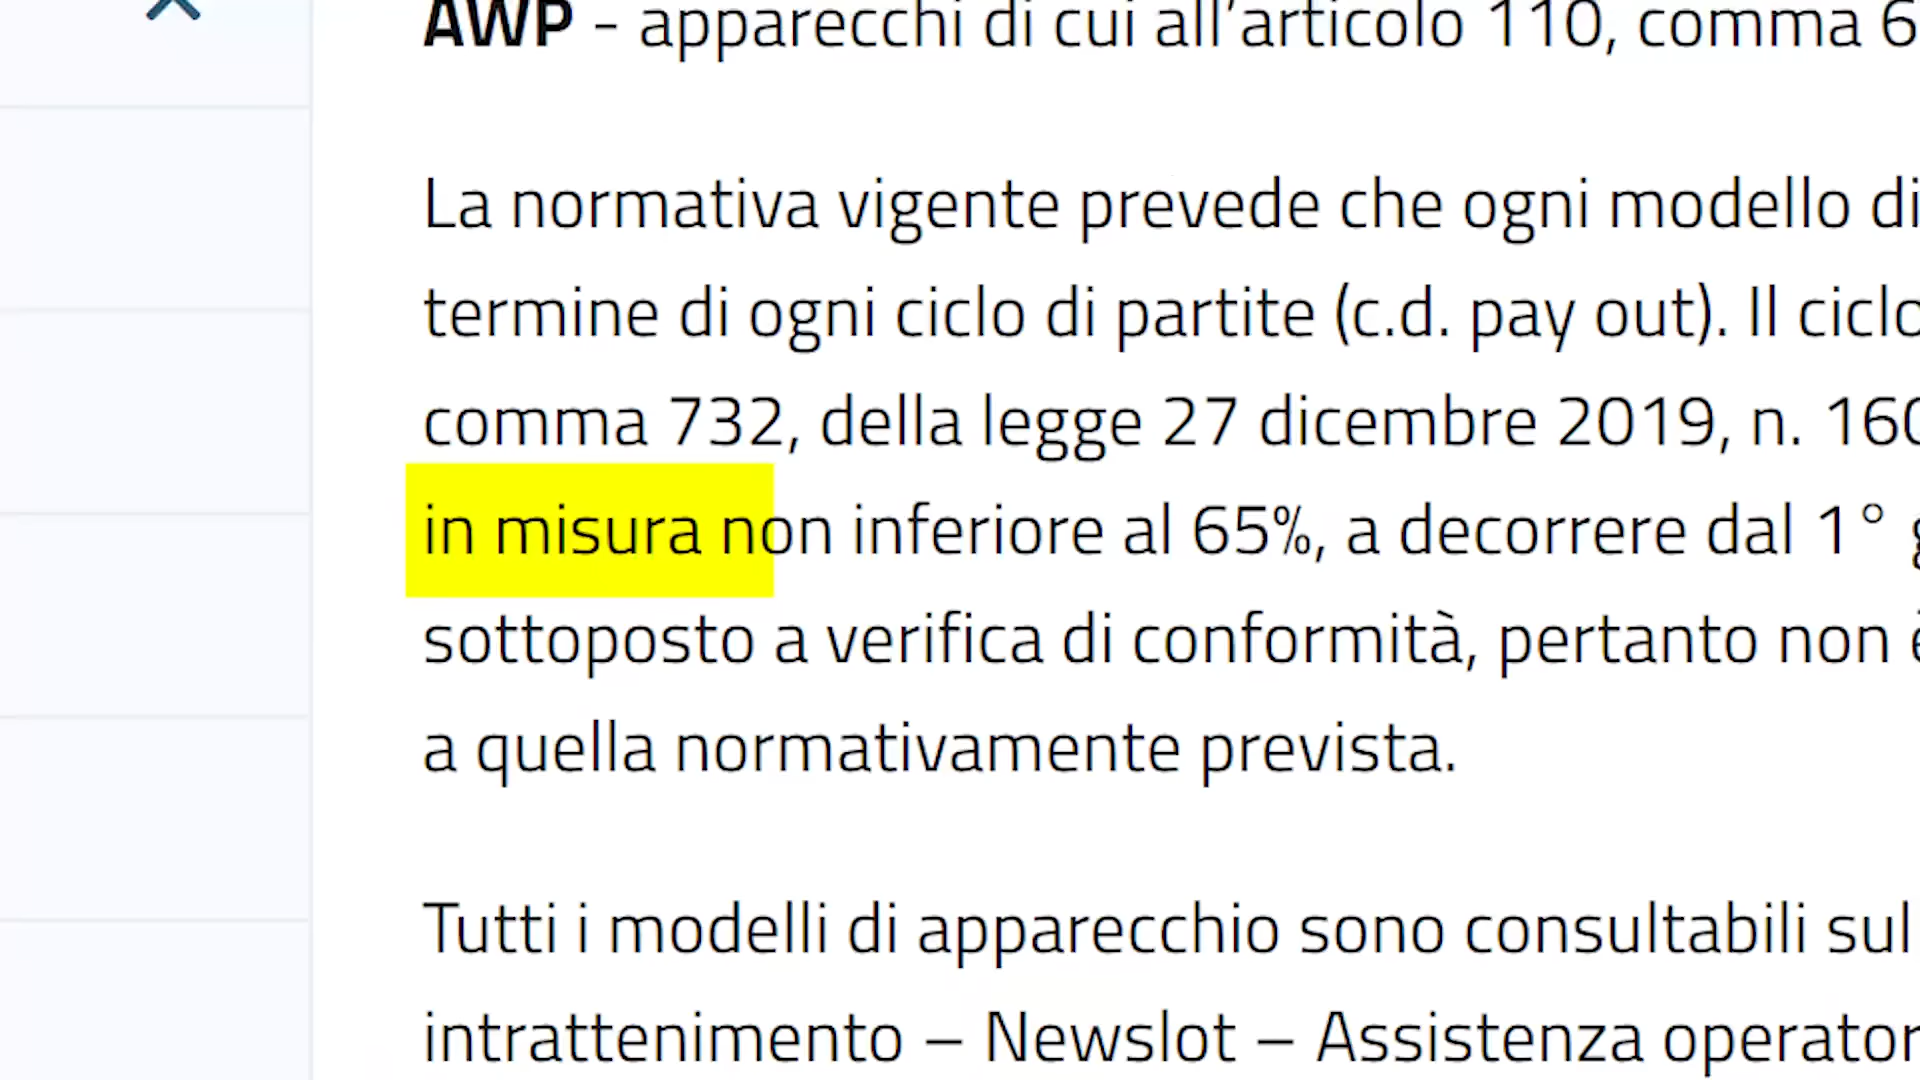 AWP - apparecchi di cui all'articolo 110, comma 6
La normativa vigente prevede che ogni modello di
termine di ogni ciclo di partite (c.d. pay out). Il ciclo
comma 732, della legge 27 dicembre 2019, n. 160
in misura non inferiore al 65%, a decorrere dal 1°
sottoposto a verifica di conformità, pertanto non è
a quella normativamente prevista.
Tutti i modelli di apparecchio sono consultabili sul
intrattenimento – Newslot – Assistenza operator